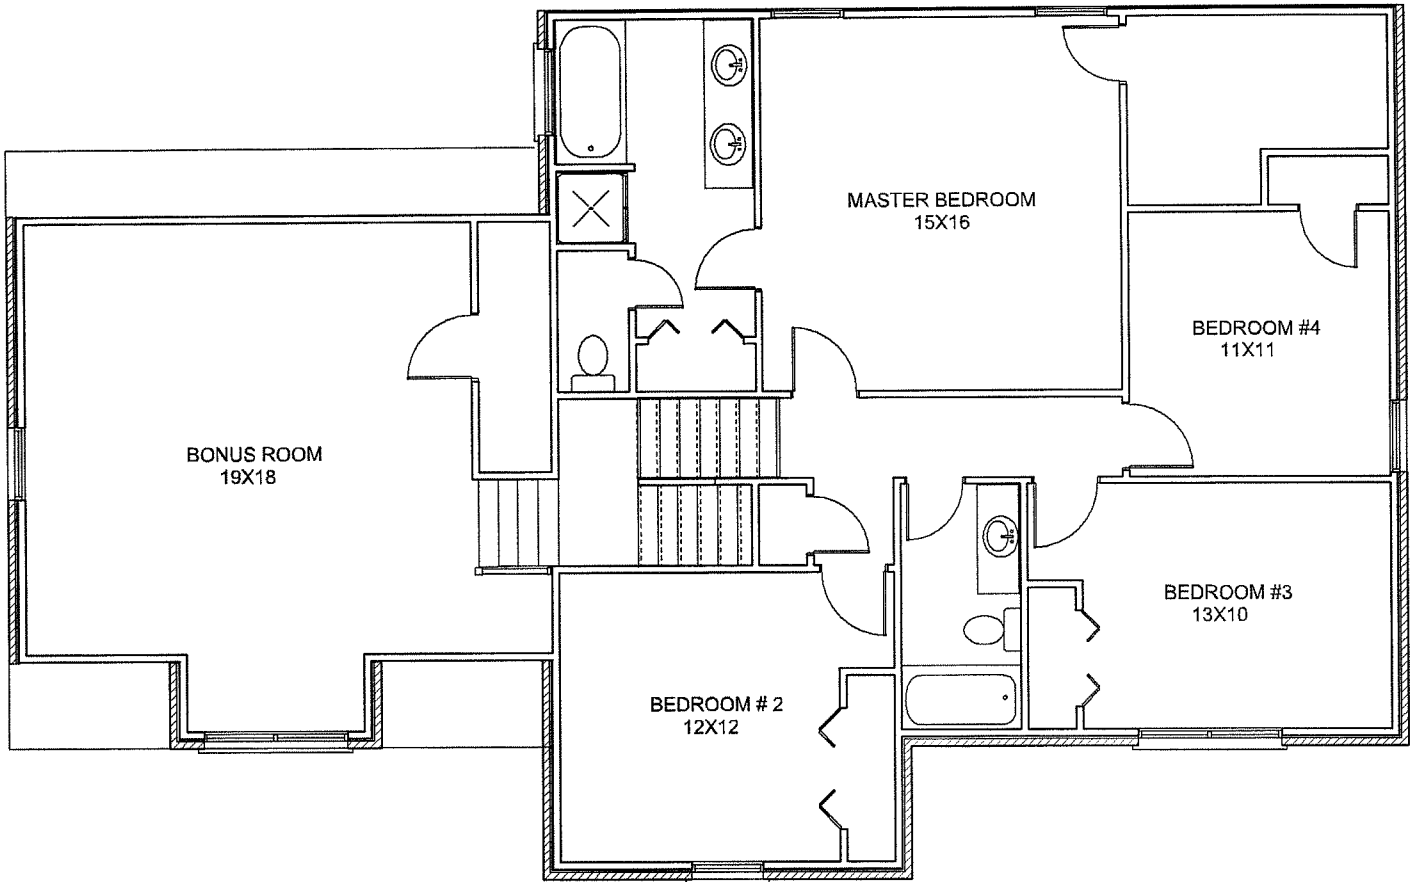 MASTER BEDROOM
15X16
BEDROOM #4
11X11
BONUS ROOM
19X18
BEDROOM #3
13X10
BEDROOM # 2
12X12